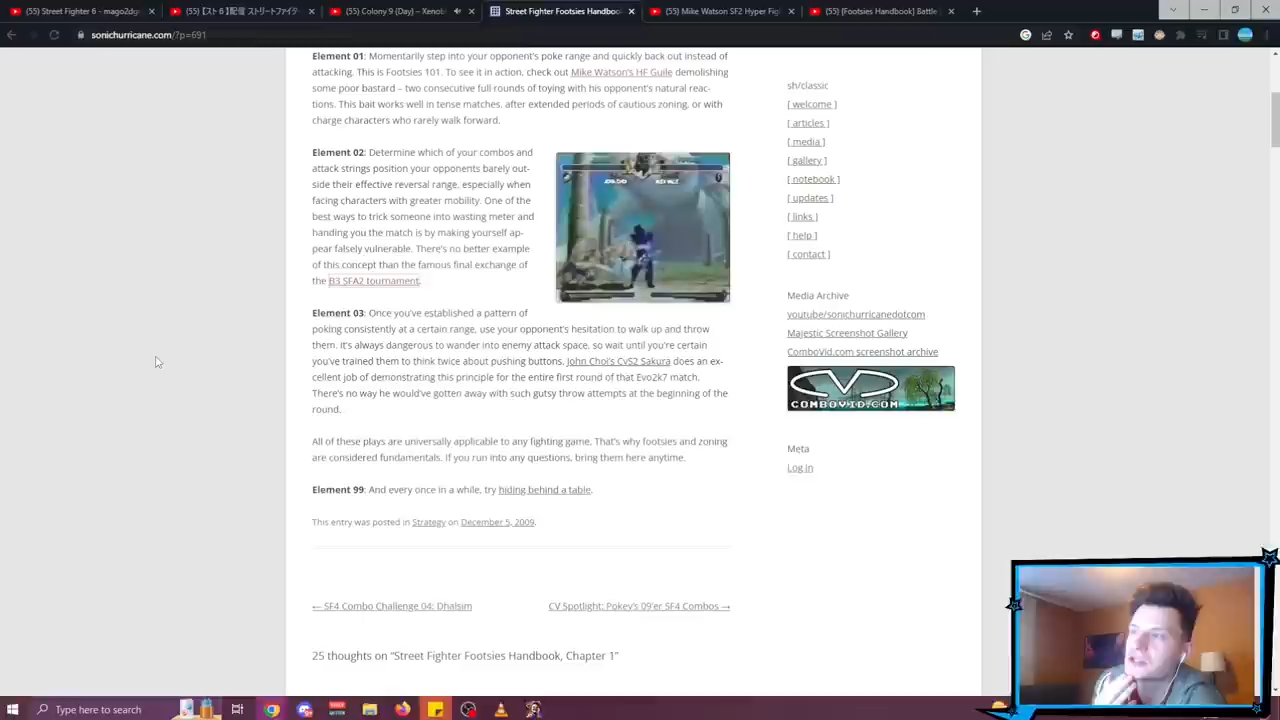 (55) Street Fighter 6 - mago2dg
(55)【スト6】配信 ストリートファイテ
(55) Colony 9 (Day) – Xenobl
Street Fighter Footsies Handboo
(55) Mike Watson SF2 Hyper Figh
(55) [Footsies Handbook] Battle
sonichurricane.com/?p=691
Element 01: Momentarily step into your opponent's poke range and quickly back out instead of
attacking. This is Footsies 101. To see it in action, check out Mike Watson's HF Guile demolishing
some poor bastard – two consecutive full rounds of toying with his opponent's natural reac-
tions. This bait works well in tense matches, after extended periods of cautious zoning, or with
charge characters who rarely walk forward.
Element 02: Determine which of your combos and
attack strings position your opponents barely out-
side their effective reversal range, especially when
facing characters with greater mobility. One of the
best ways to trick someone into wasting meter and
handing you the match is by making yourself ap-
pear falsely vulnerable. There's no better example
of this concept than the famous final exchange of
the B3 SFA2 tournament.
Element 03: Once you've established a pattern of
poking consistently at a certain range, use your opponent's hesitation to walk up and throw
them. It's always dangerous to wander into enemy attack space, so wait until you're certain
you've trained them to think twice about pushing buttons. John Choi's CvS2 Sakura does an ex-
cellent job of demonstrating this principle for the entire first round of that Evo2k7 match.
There's no way he would've gotten away with such gutsy throw attempts at the beginning of the
round.
All of these plays are universally applicable to any fighting game. That's why footsies and zoning
are considered fundamentals. If you run into any questions, bring them here anytime.
Element 99: And every once in a while, try hiding behind a table.
This entry was posted in Strategy on December 5, 2009.
← SF4 Combo Challenge 04: Dhalsim
CV Spotlight: Pokey's 09'er SF4 Combos →
25 thoughts on “Street Fighter Footsies Handbook, Chapter 1”
sh/classic
[ welcome ]
[ articles ]
[ media ]
[ gallery ]
[ notebook ]
[ updates ]
[ links ]
[ help ]
[ contact ]
Media Archive
youtube/sonichurricanedotcom
Majestic Screenshot Gallery
ComboVid.com screenshot archive
COMBOVID.COM
Meta
Log in